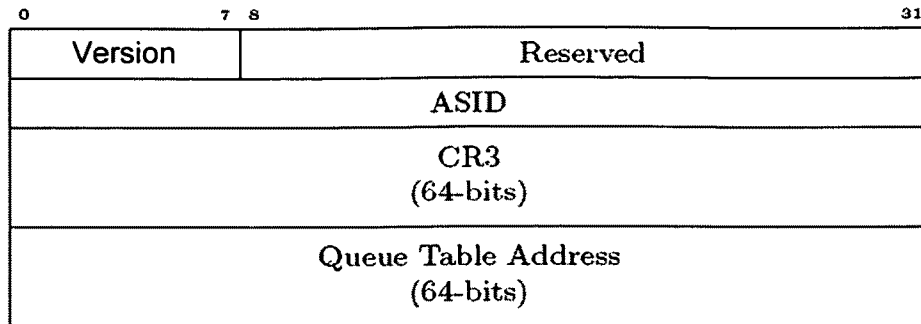 0 7 8 31
Version Reserved
ASID
CR3
(64-bits)
Queue Table Address
(64-bits)